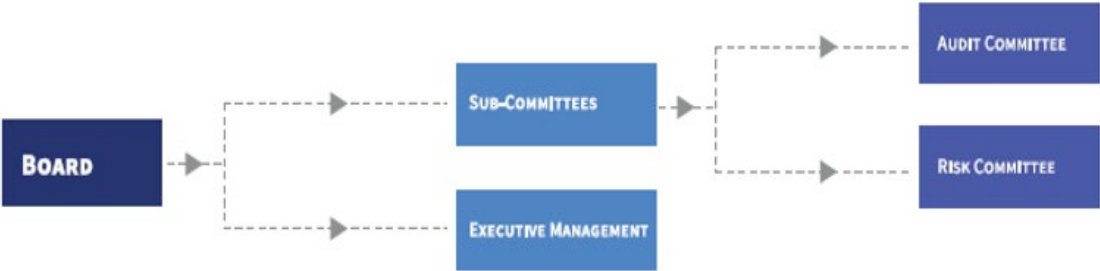 BOARD
SUB-COMMITTEES
EXECUTIVE MANAGEMENT
AUDIT COMMITTEE
RISK COMMITTEE